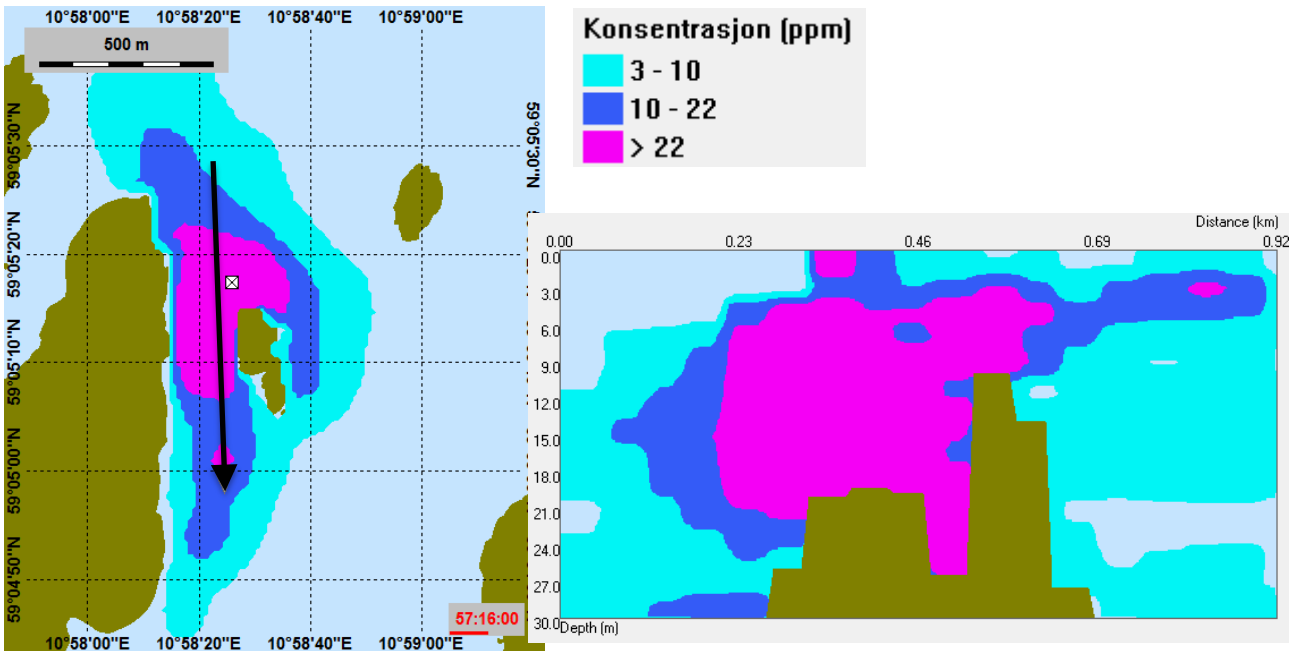 10°58'00"E 10°58'20"E 10°58'40"E 10°59'00"E
500 m
59°05'30"N
59°05'20"N
59°05'10"N
59°05'00"N
59°04'50"N
59°05'30"N
57:16:00
10°58'00"E 10°58'20"E 10°58'40"E 10°59'00"E
Konsentrasjon (ppm)
3 - 10
10 - 22
> 22
Distance (km)
0.00 0.23 0.46 0.69 0.92
0.0
3.0
6.0
9.0
12.0
15.0
18.0
21.0
24.0
27.0
30.0 Depth (m)